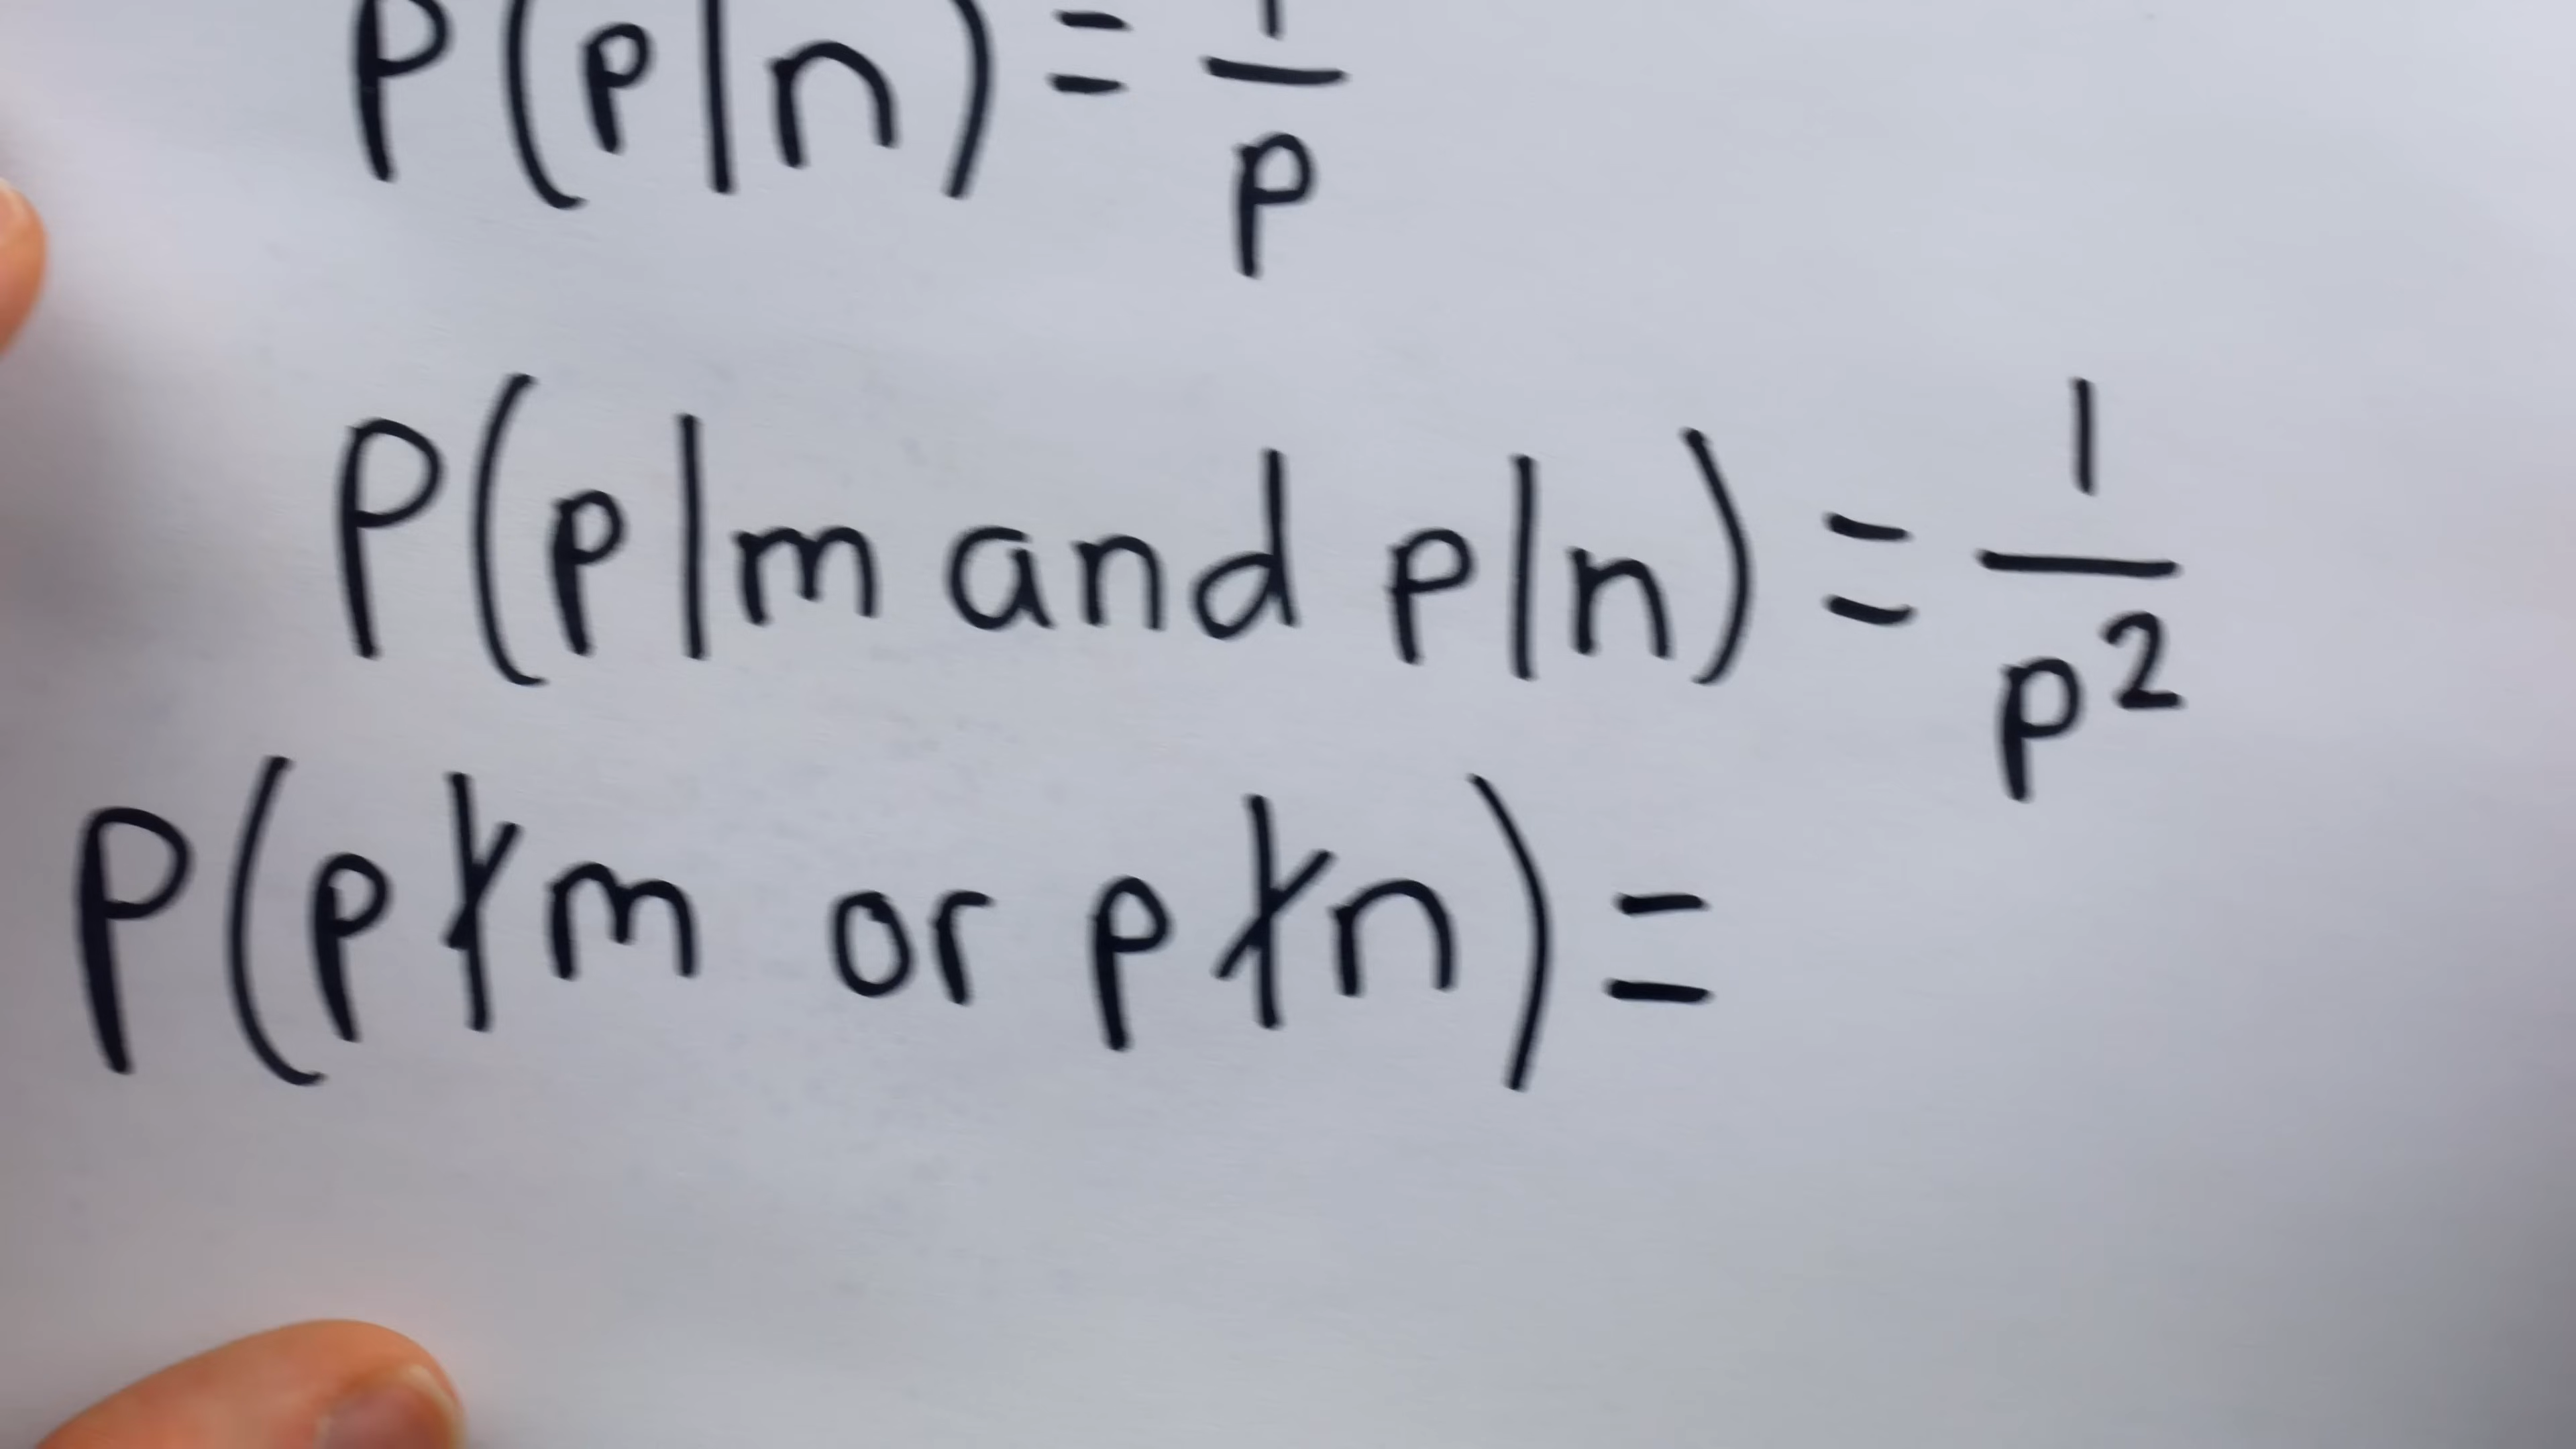 P(p|n) = 1/p
P(p|m and p|n) = 1/p²
P(p∤m or p∤n) =